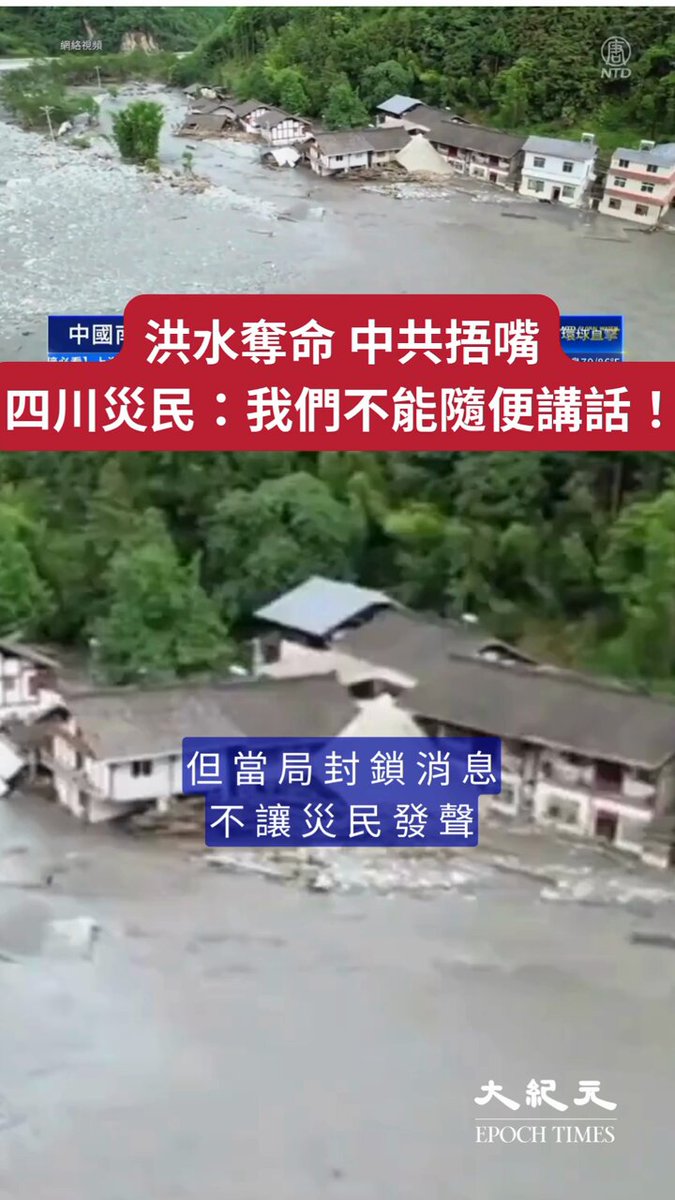 網絡視頻
NTD
中國南
環球直擊
洪水奪命 中共捂嘴
四川災民：我們不能隨便講話！
但當局封鎖消息
不讓災民發聲
大紀元
EPOCH TIMES